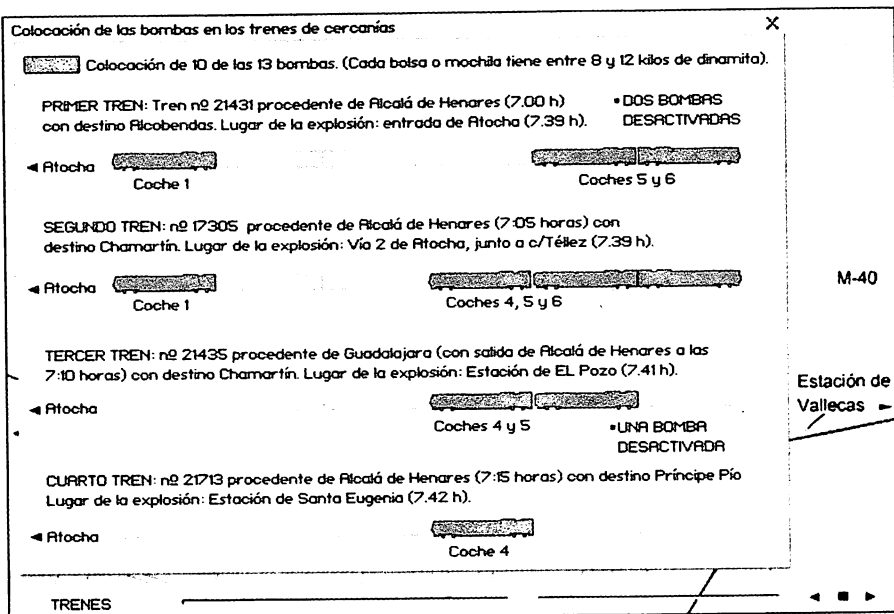 Colocación de las bombas en los trenes de cercanías X
Colocación de 10 de las 13 bombas. (Cada bolsa o mochila tiene entre 8 y 12 kilos de dinamita).
PRIMER TREN: Tren nº 21431 procedente de Alcalá de Henares (7.00 h)
con destino Alcobendas. Lugar de la explosión: entrada de Atocha (7.39 h).
•DOS BOMBAS
DESACTIVADAS
◄ Atocha
Coche 1
Coches 5 y 6
SEGUNDO TREN: nº 17305 procedente de Alcalá de Henares (7:05 horas) con
destino Chamartín. Lugar de la explosión: Vía 2 de Atocha, junto a c/Téllez (7.39 h).
◄ Atocha
Coche 1
Coches 4, 5 y 6
M-40
TERCER TREN: nº 21435 procedente de Guadalajara (con salida de Alcalá de Henares a las
7:10 horas) con destino Chamartín. Lugar de la explosión: Estación de EL Pozo (7.41 h).
Estación de
Vallecas ►
◄ Atocha
Coches 4 y 5
•UNA BOMBA
DESACTIVADA
CUARTO TREN: nº 21713 procedente de Alcalá de Henares (7:15 horas) con destino Príncipe Pío
Lugar de la explosión: Estación de Santa Eugenia (7.42 h).
◄ Atocha
Coche 4
TRENES